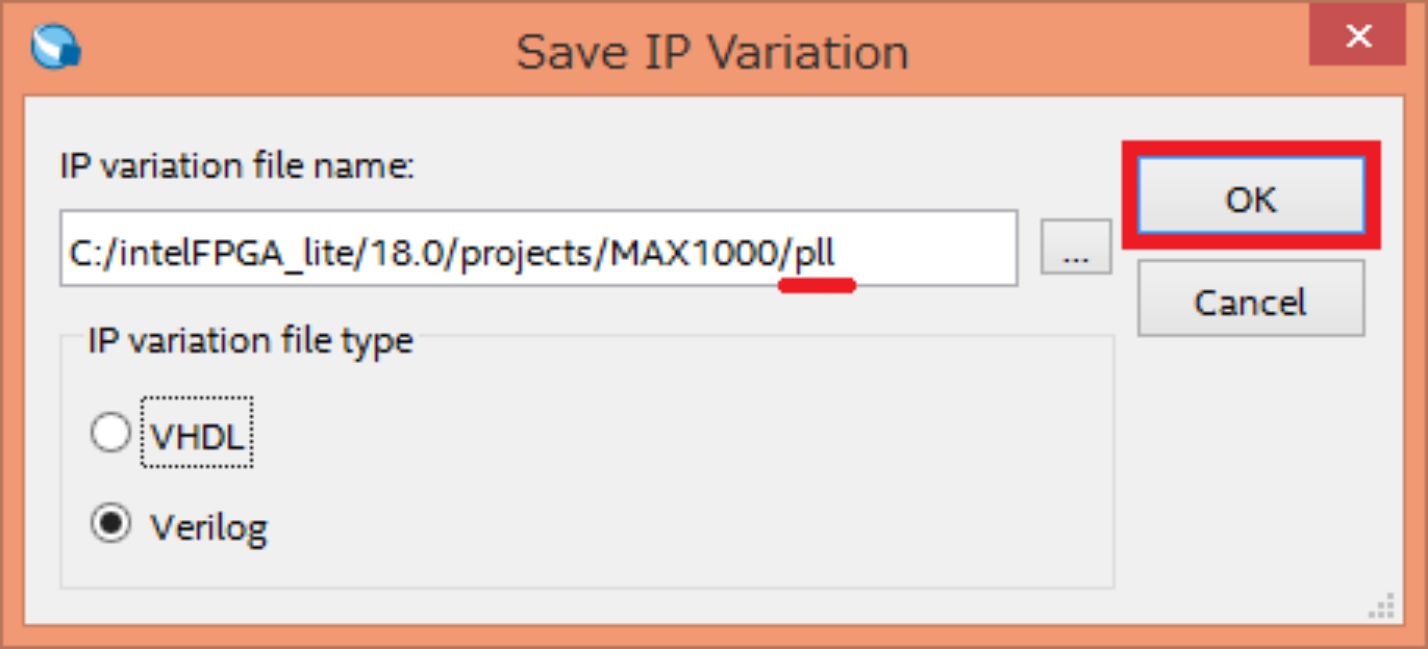 Save IP Variation
IP variation file name:
C:/intelFPGA_lite/18.0/projects/MAX1000/pll
...
OK
Cancel
IP variation file type
VHDL
Verilog